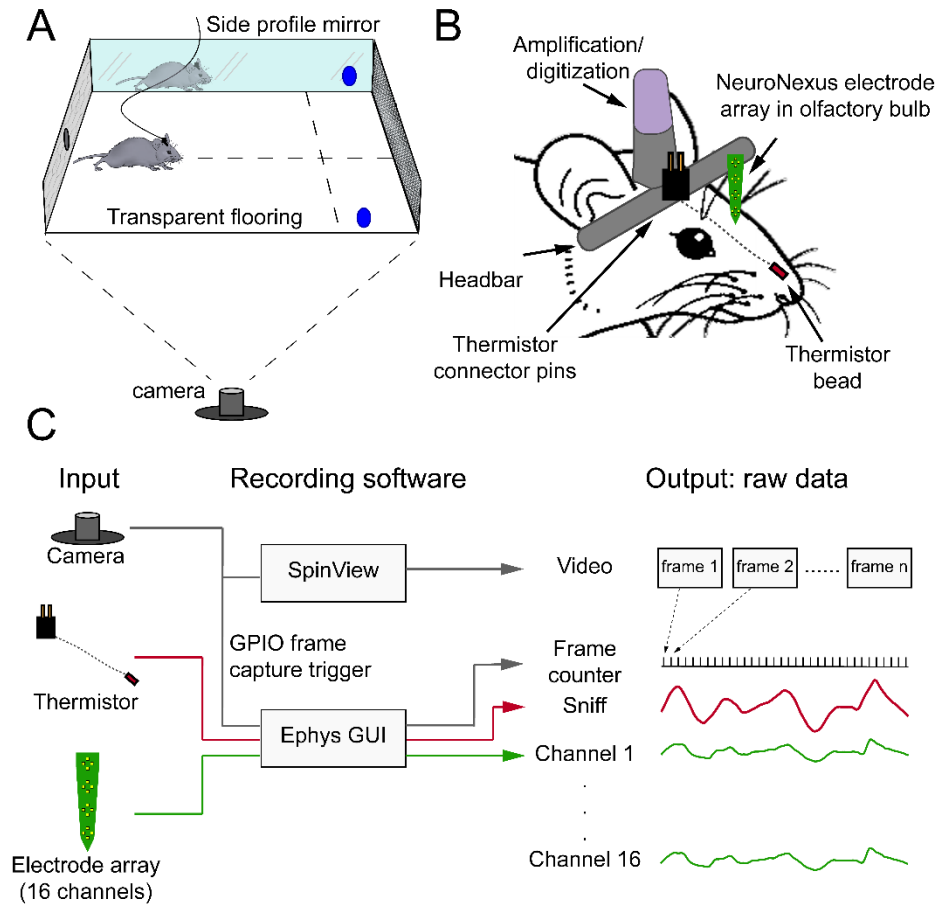 A
Side profile mirror
Transparent flooring
camera
B
Amplification/
digitization
NeuroNexus electrode
array in olfactory bulb
Headbar
Thermistor
connector pins
Thermistor
bead
C
Input
Recording software
Output: raw data
Camera
SpinView
Video
frame 1
frame 2
......
frame n
GPIO frame
capture trigger
Thermistor
Frame
counter
Sniff
Ephys GUI
Channel 1
.
.
.
Channel 16
Electrode array
(16 channels)